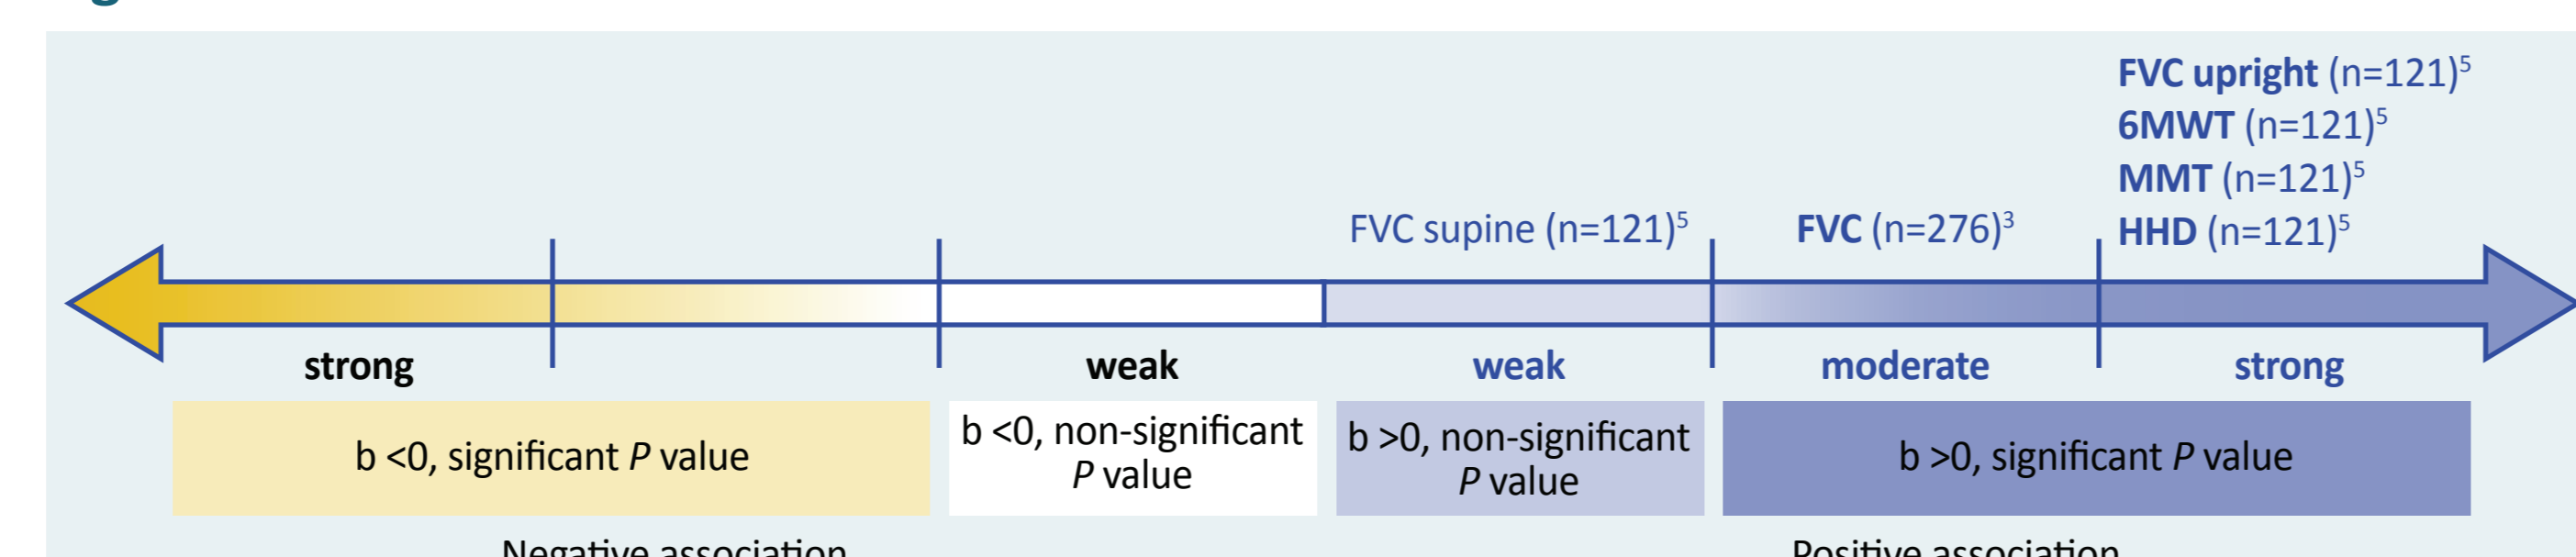 FVC upright (n=121)5
6MWT (n=121)5
MMT (n=121)5
HHD (n=121)5
FVC supine (n=121)5
FVC (n=276)3
strong
weak
weak
moderate
strong
b <0, significant P value
b <0, non-significant
P value
b >0, non-significant
P value
b >0, significant P value
Negative association
Positive association